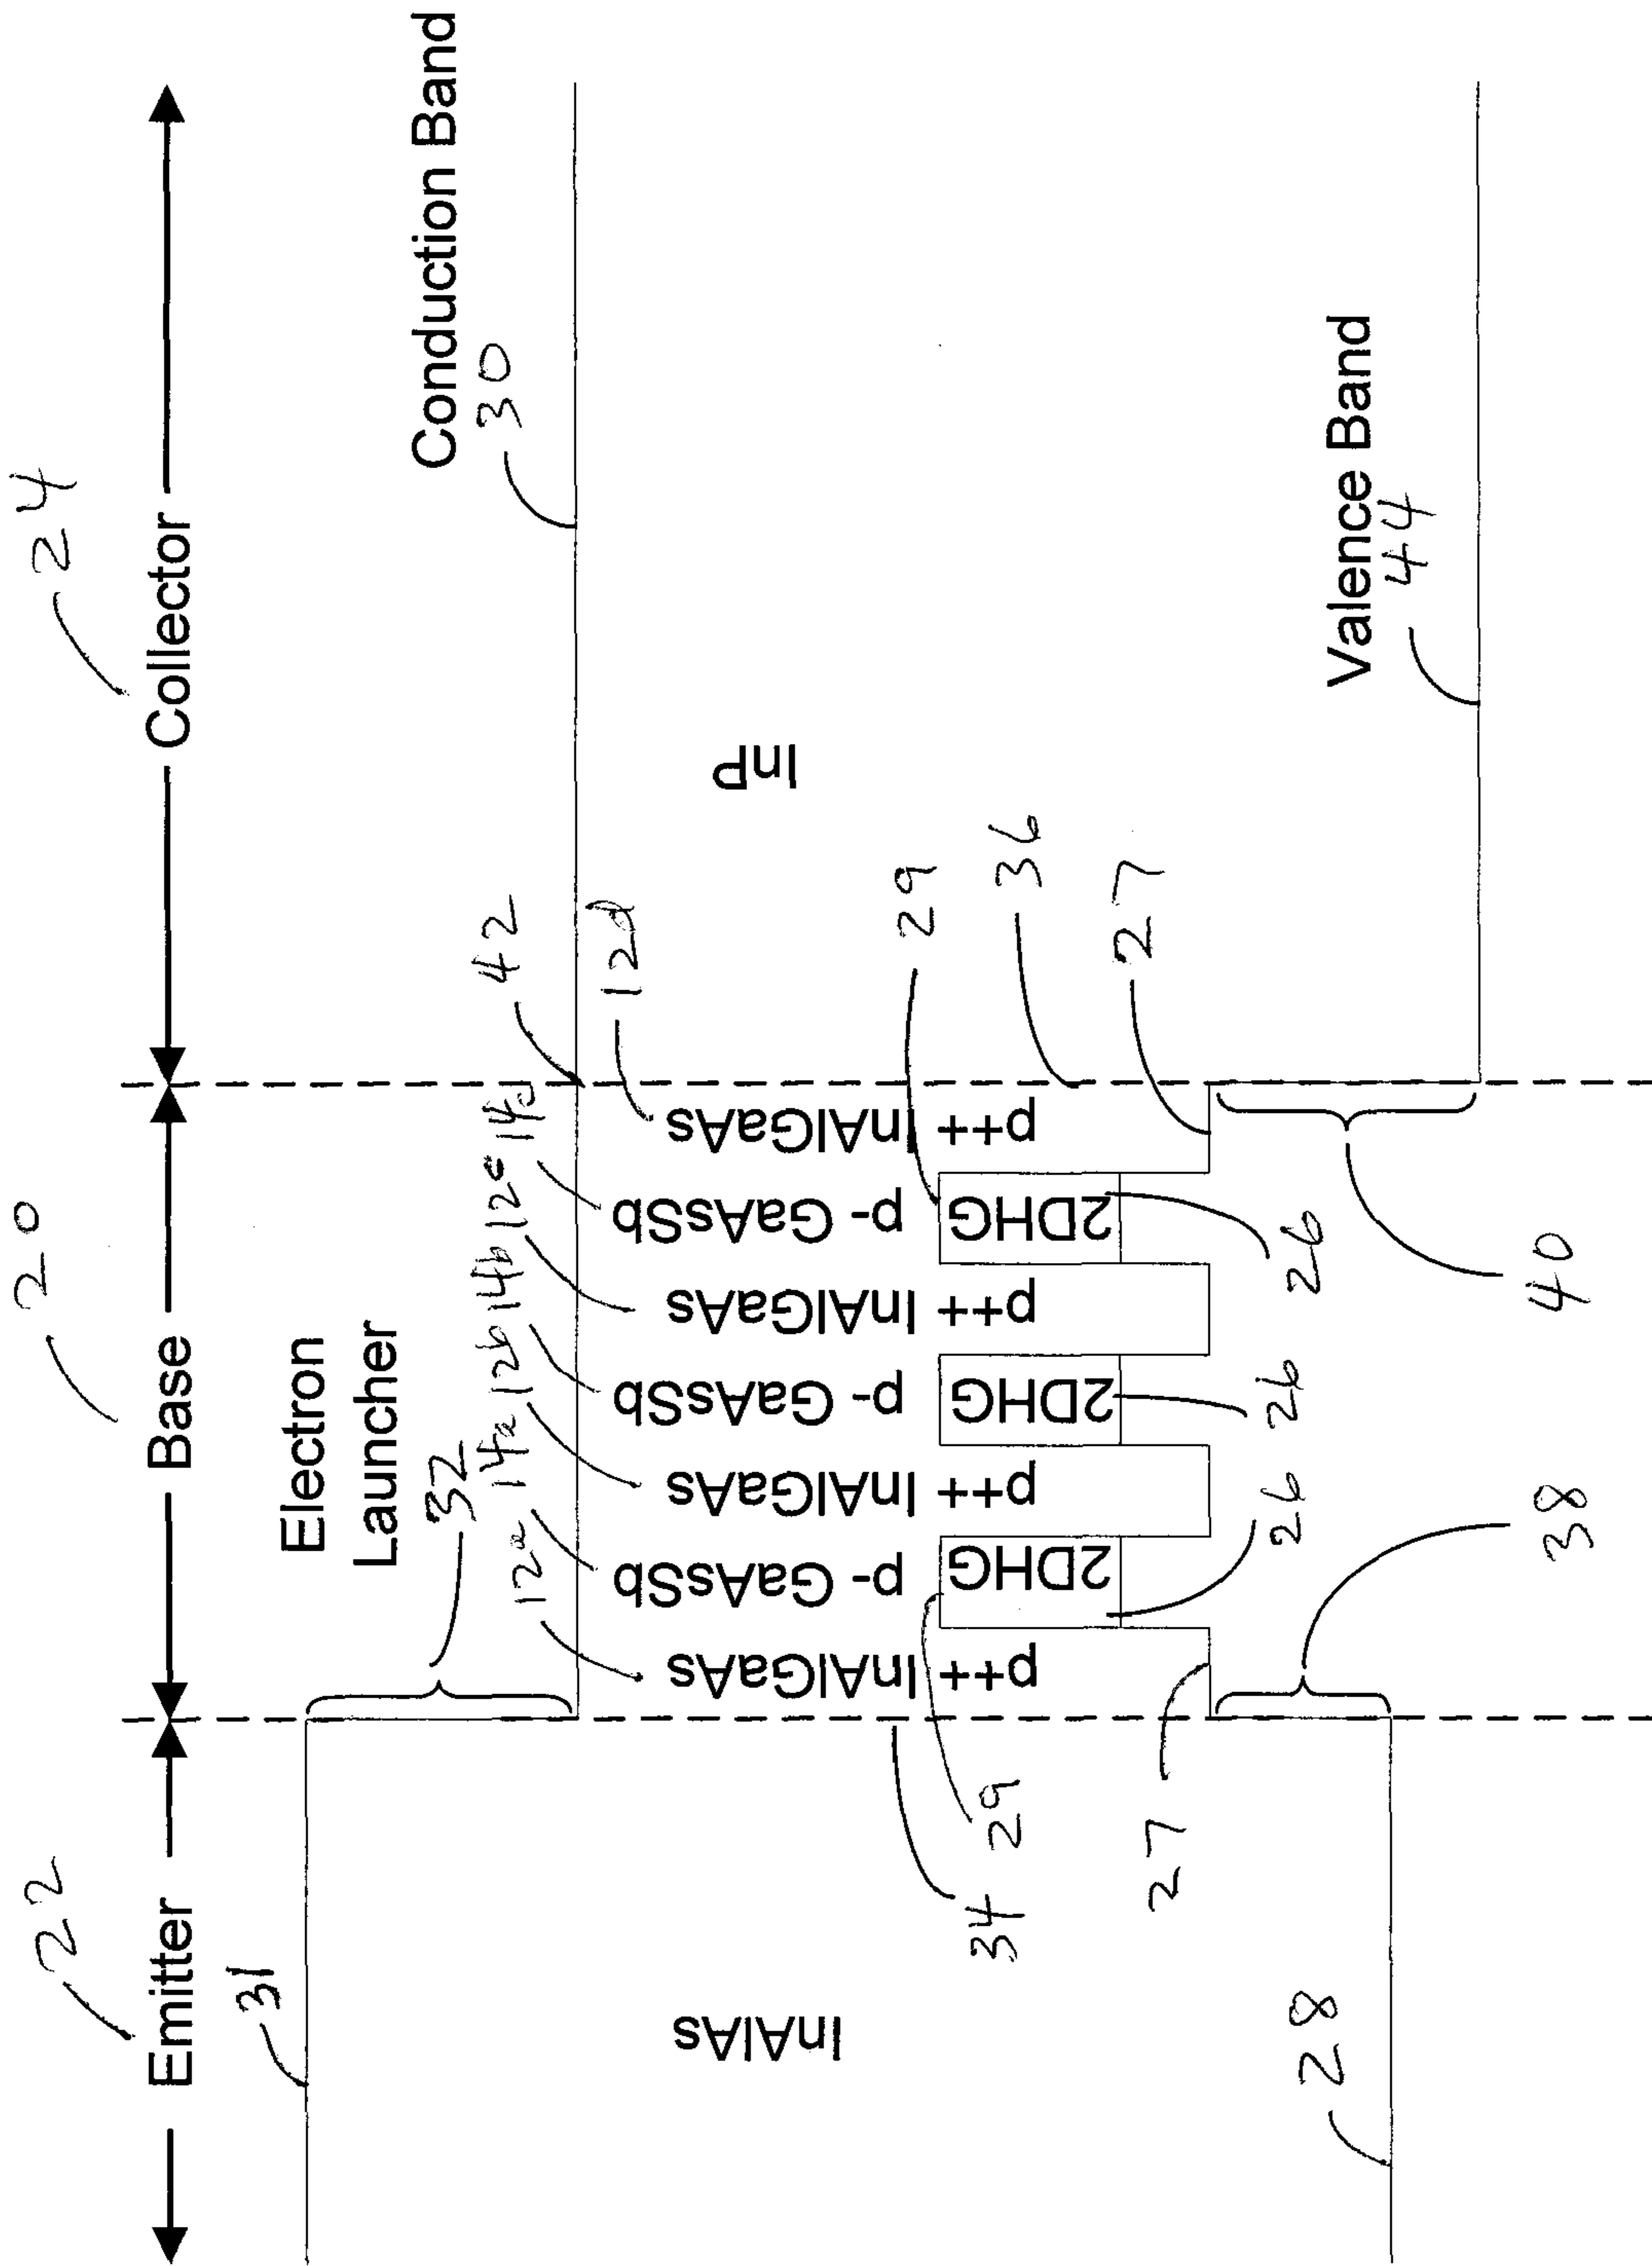 22
20
24
Emitter
Base
Collector
31
Electron
Launcher
32
Conduction Band
30
12a
14a
12b
14b
12c
14c
42
12d
InAlAs
p++ InAlGaAs
p- GaAsSb
p++ InAlGaAs
p- GaAsSb
p++ InAlGaAs
p- GaAsSb
p++ InAlGaAs
InP
2DHG
2DHG
2DHG
34
29
29
36
27
27
26
26
26
28
38
40
Valence Band
44